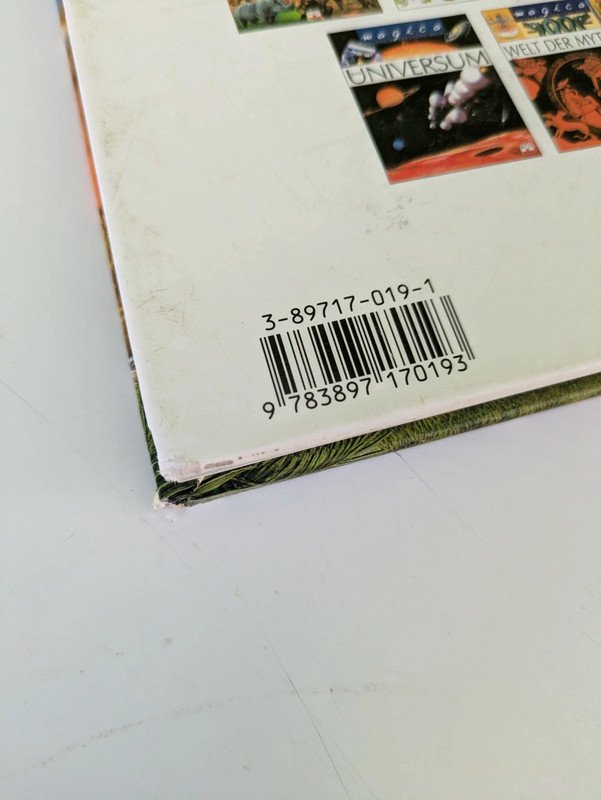 magica
UNIVERSUM
magica
WELT DER MYT
3-89717-019-1
9 783897 170193